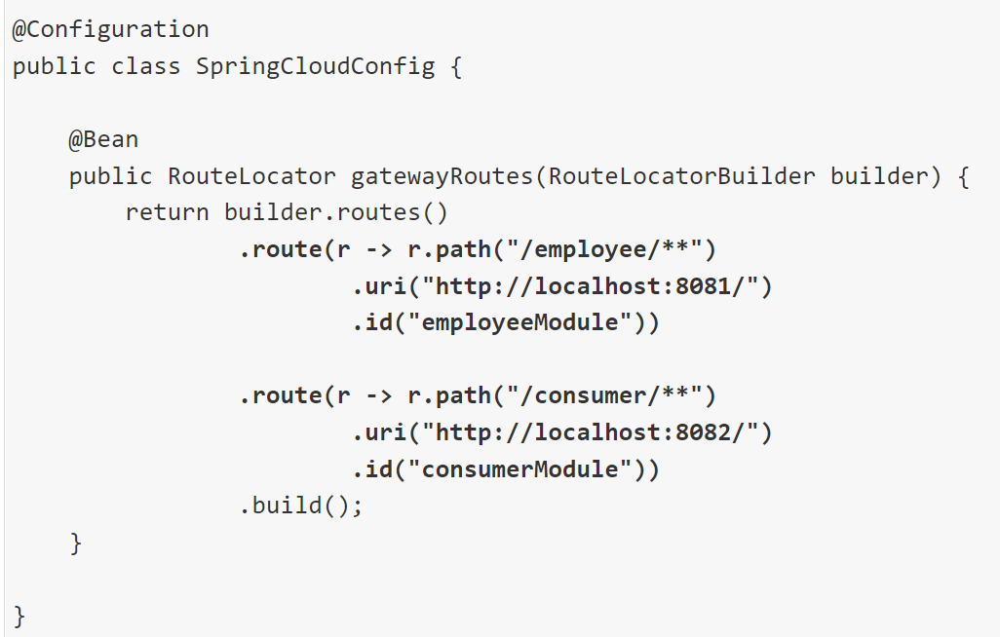 @Configuration
public class SpringCloudConfig {
@Bean
public RouteLocator gatewayRoutes(RouteLocatorBuilder builder) {
return builder.routes()
.route(r -> r.path("/employee/**")
.uri("http://localhost:8081/")
.id("employeeModule"))
.route(r -> r.path("/consumer/**")
.uri("http://localhost:8082/")
.id("consumerModule"))
.build();
}
}